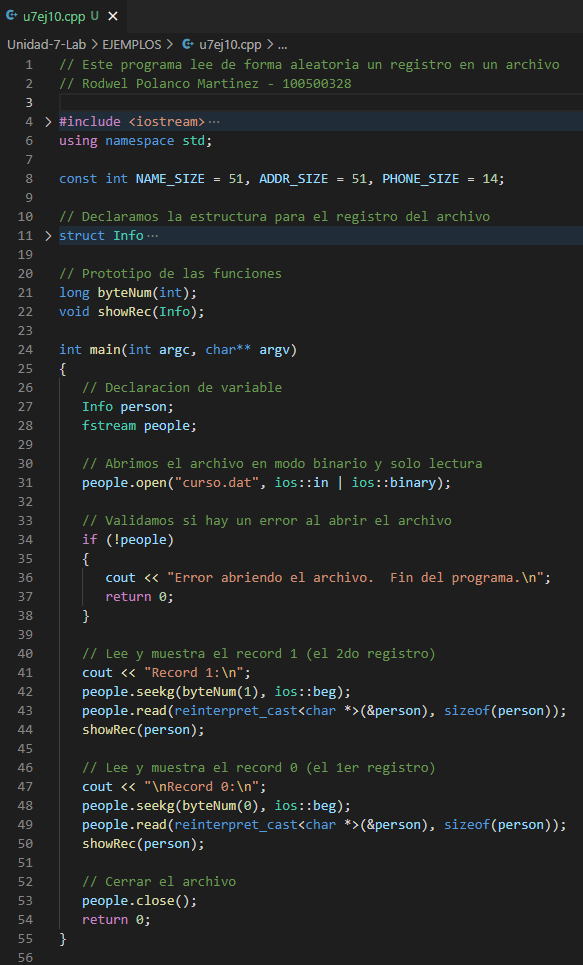 u7ej10.cpp U ✕
Unidad-7-Lab > EJEMPLOS > u7ej10.cpp > ...
1 // Este programa lee de forma aleatoria un registro en un archivo
2 // Rodwel Polanco Martinez - 100500328
3
4 > #include <iostream> ···
6 using namespace std;
7
8 const int NAME_SIZE = 51, ADDR_SIZE = 51, PHONE_SIZE = 14;
9
10 // Declaramos la estructura para el registro del archivo
11 > struct Info ···
19
20 // Prototipo de las funciones
21 long byteNum(int);
22 void showRec(Info);
23
24 int main(int argc, char** argv)
25 {
26 // Declaracion de variable
27 Info person;
28 fstream people;
29
30 // Abrimos el archivo en modo binario y solo lectura
31 people.open("curso.dat", ios::in | ios::binary);
32
33 // Validamos si hay un error al abrir el archivo
34 if (!people)
35 {
36 cout << "Error abriendo el archivo.  Fin del programa.\n";
37 return 0;
38 }
39
40 // Lee y muestra el record 1 (el 2do registro)
41 cout << "Record 1:\n";
42 people.seekg(byteNum(1), ios::beg);
43 people.read(reinterpret_cast<char *>(&person), sizeof(person));
44 showRec(person);
45
46 // Lee y muestra el record 0 (el 1er registro)
47 cout << "\nRecord 0:\n";
48 people.seekg(byteNum(0), ios::beg);
49 people.read(reinterpret_cast<char *>(&person), sizeof(person));
50 showRec(person);
51
52 // Cerrar el archivo
53 people.close();
54 return 0;
55 }
56